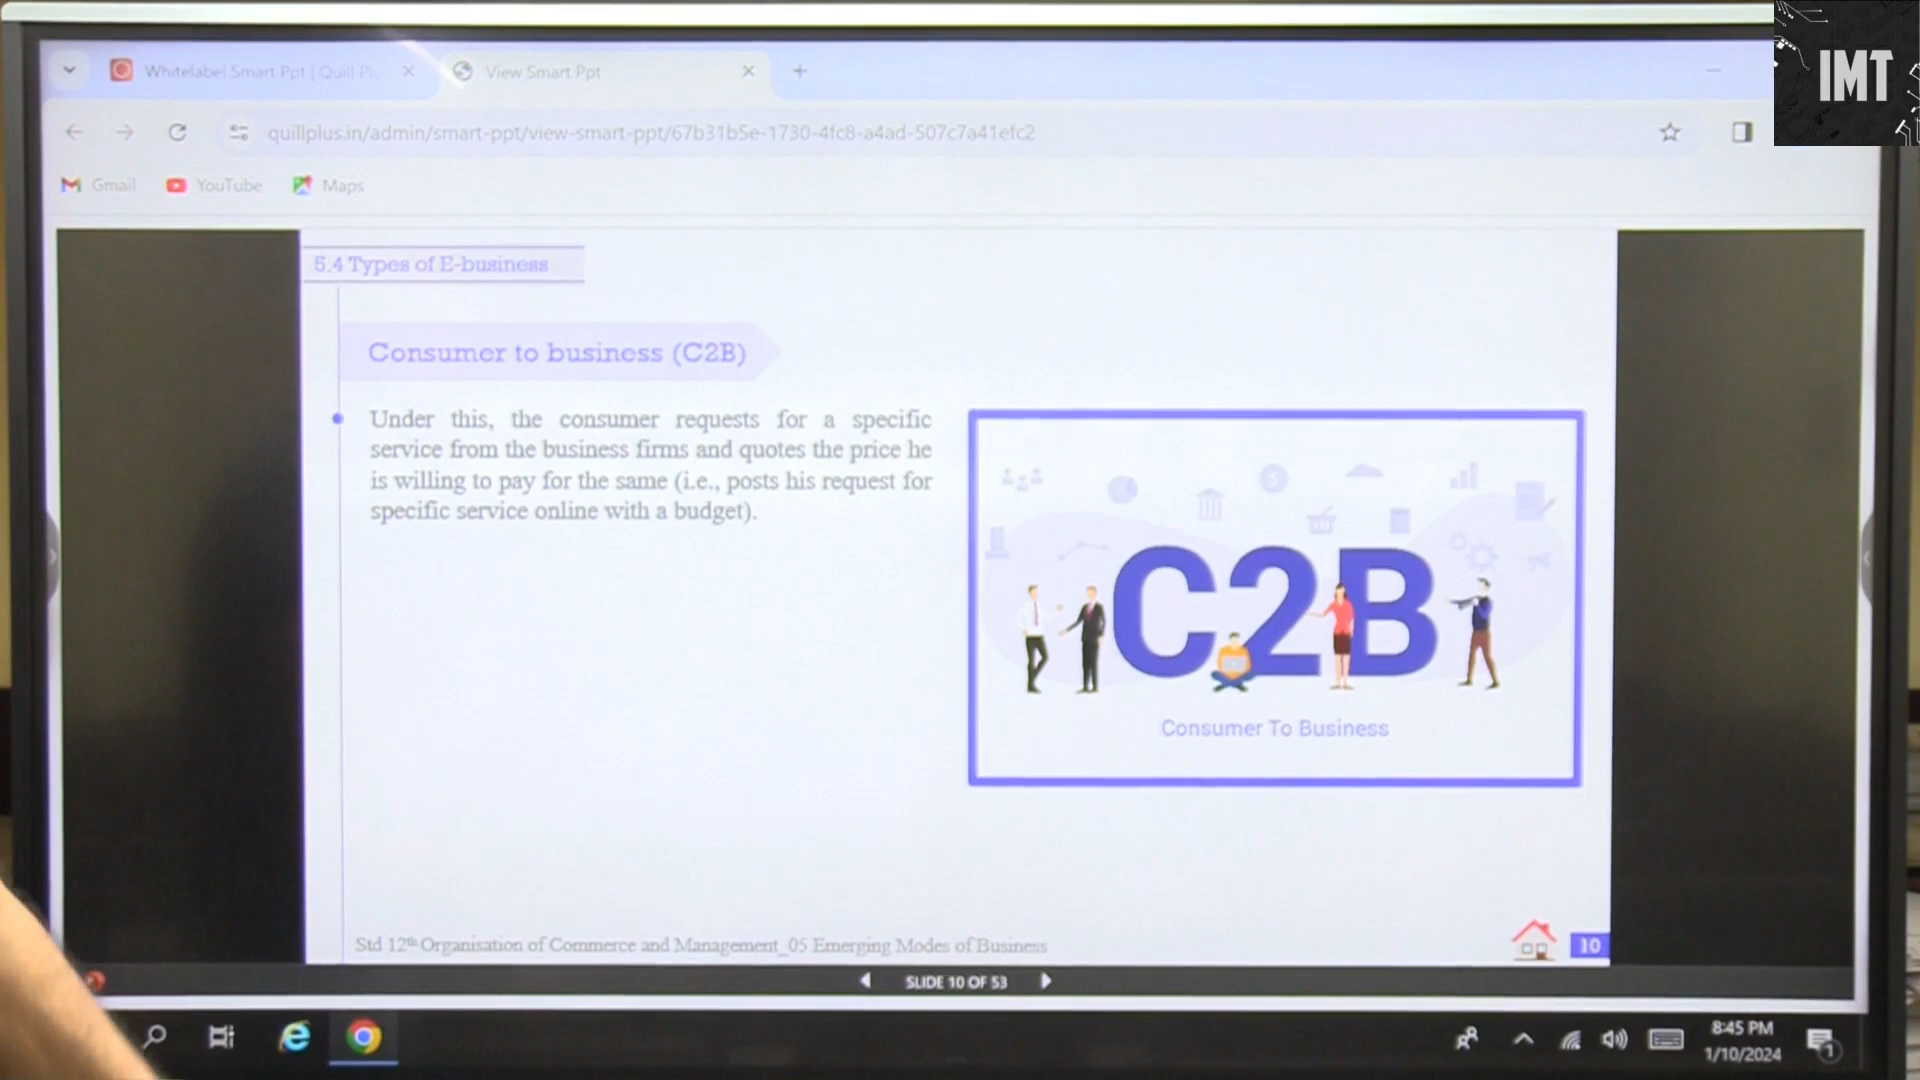 IMT
Whitelabel Smart Ppt | Quill Pl
View Smart Ppt
quillplus.in/admin/smart-ppt/view-smart-ppt/67b31b5e-1730-4fc8-a4ad-507c7a41efc2
Gmail
YouTube
Maps
5.4 Types of E-business
Consumer to business (C2B)
Under this, the consumer requests for a specific
service from the business firms and quotes the price he
is willing to pay for the same (i.e., posts his request for
specific service online with a budget).
C2B
Consumer To Business
Std 12th Organisation of Commerce and Management_05 Emerging Modes of Business
10
SLIDE 10 OF 53
8:45 PM
1/10/2024
1